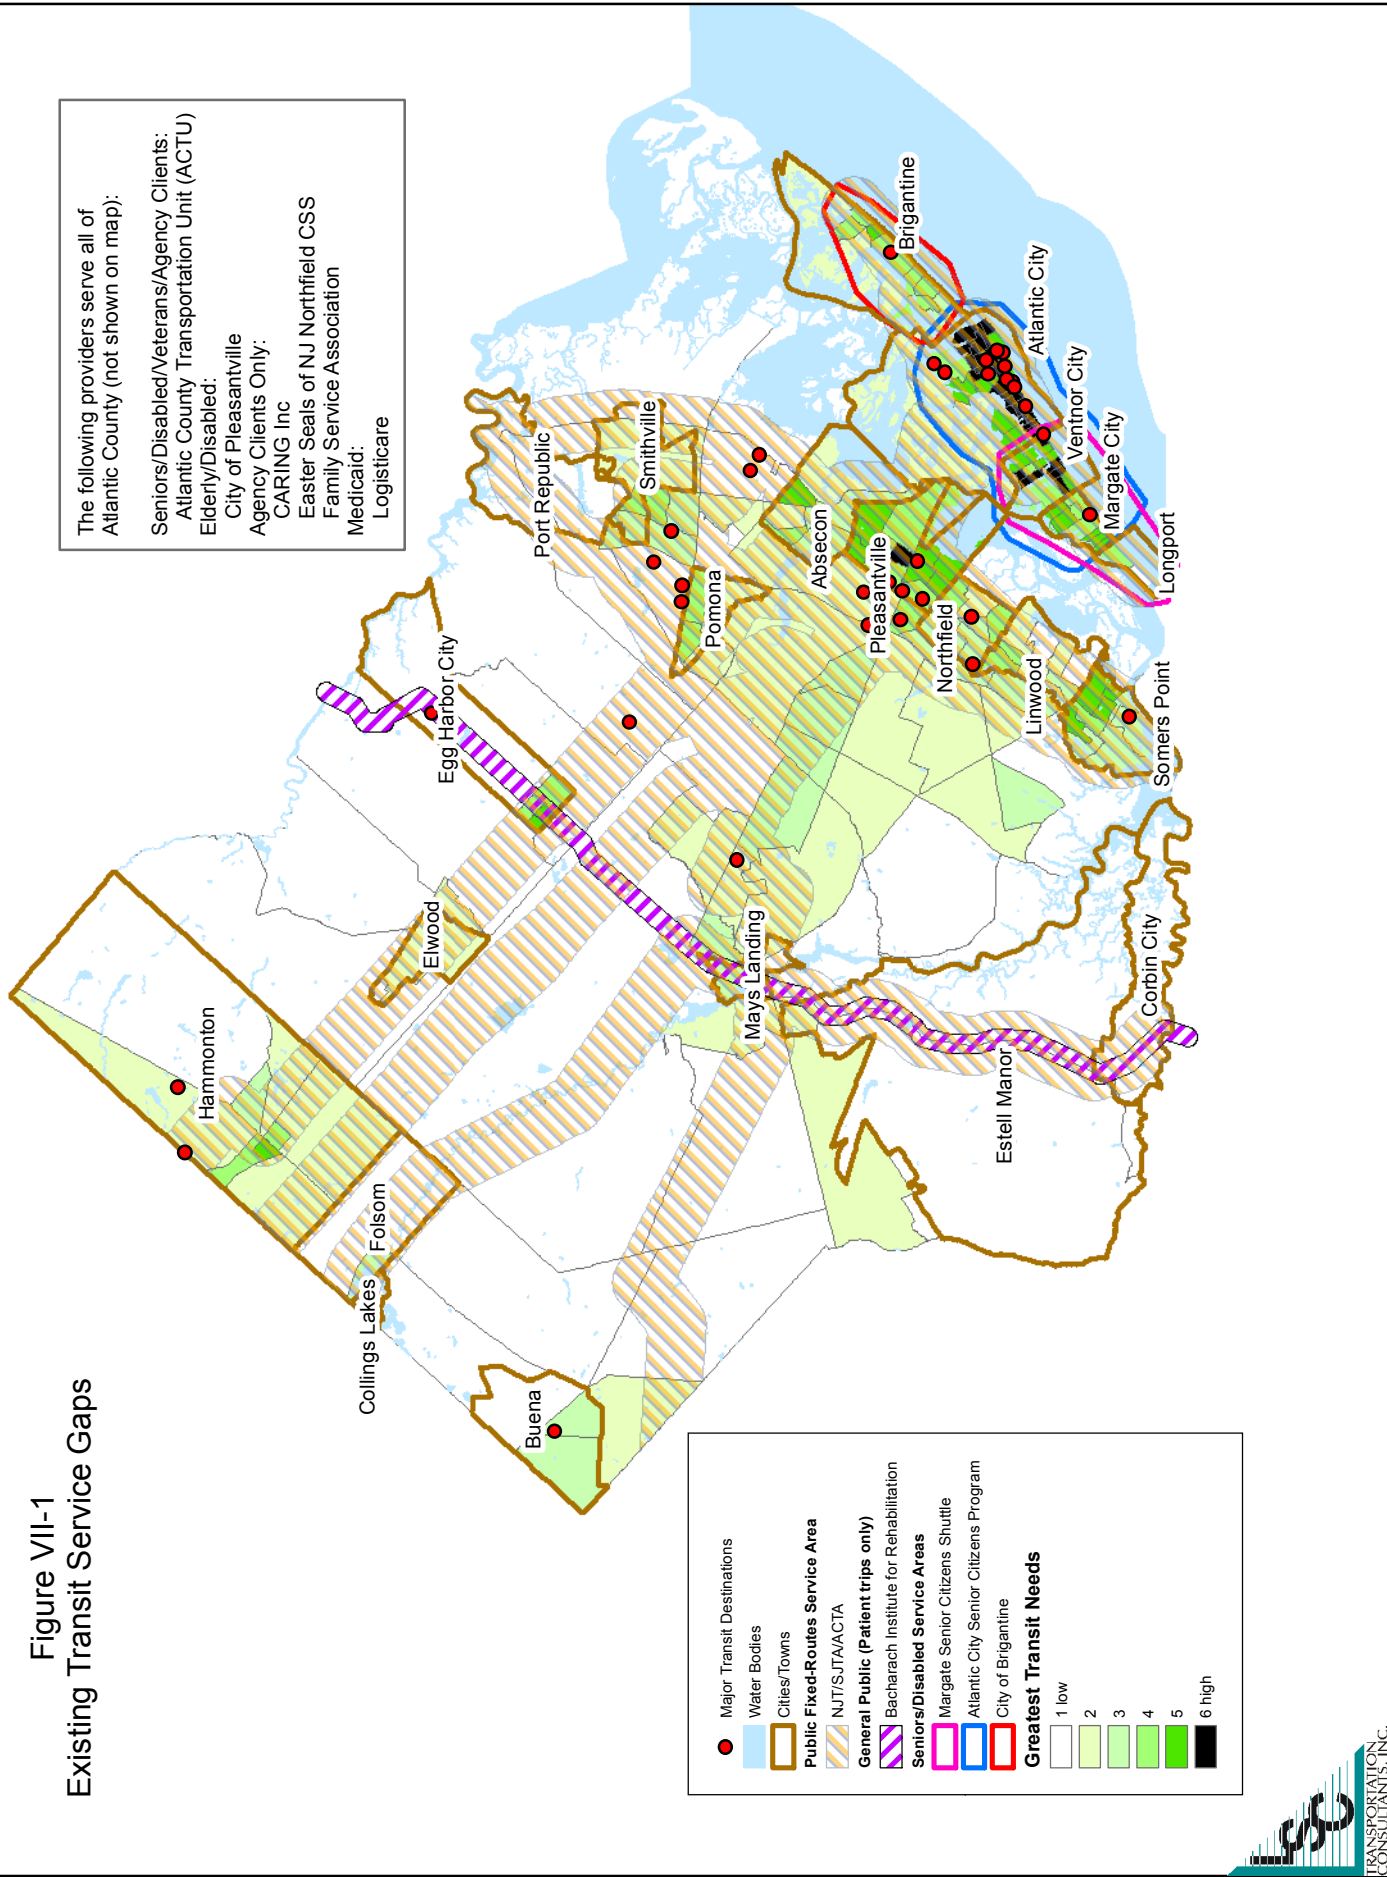 Figure VII-1
Existing Transit Service Gaps
The following providers serve all of
Atlantic County (not shown on map):
Seniors/Disabled/Veterans/Agency Clients:
Atlantic County Transportation Unit (ACTU)
Elderly/Disabled:
City of Pleasantville
Agency Clients Only:
CARING Inc
Easter Seals of NJ Northfield CSS
Family Service Association
Medicaid:
Logisticare
Hammonton
Folsom
Collings Lakes
Buena
Elwood
Egg Harbor City
Port Republic
Smithville
Pomona
Absecon
Pleasantville
Northfield
Linwood
Somers Point
Mays Landing
Estell Manor
Corbin City
Brigantine
Atlantic City
Ventnor City
Margate City
Longport
Major Transit Destinations
Water Bodies
Cities/Towns
Public Fixed-Routes Service Area
NJT/SJTA/ACTA
General Public (Patient trips only)
Bacharach Institute for Rehabilitation
Seniors/Disabled Service Areas
Margate Senior Citizens Shuttle
Atlantic City Senior Citizens Program
City of Brigantine
Greatest Transit Needs
1 low
2
3
4
5
6 high
LSC
TRANSPORTATION
CONSULTANTS, INC.